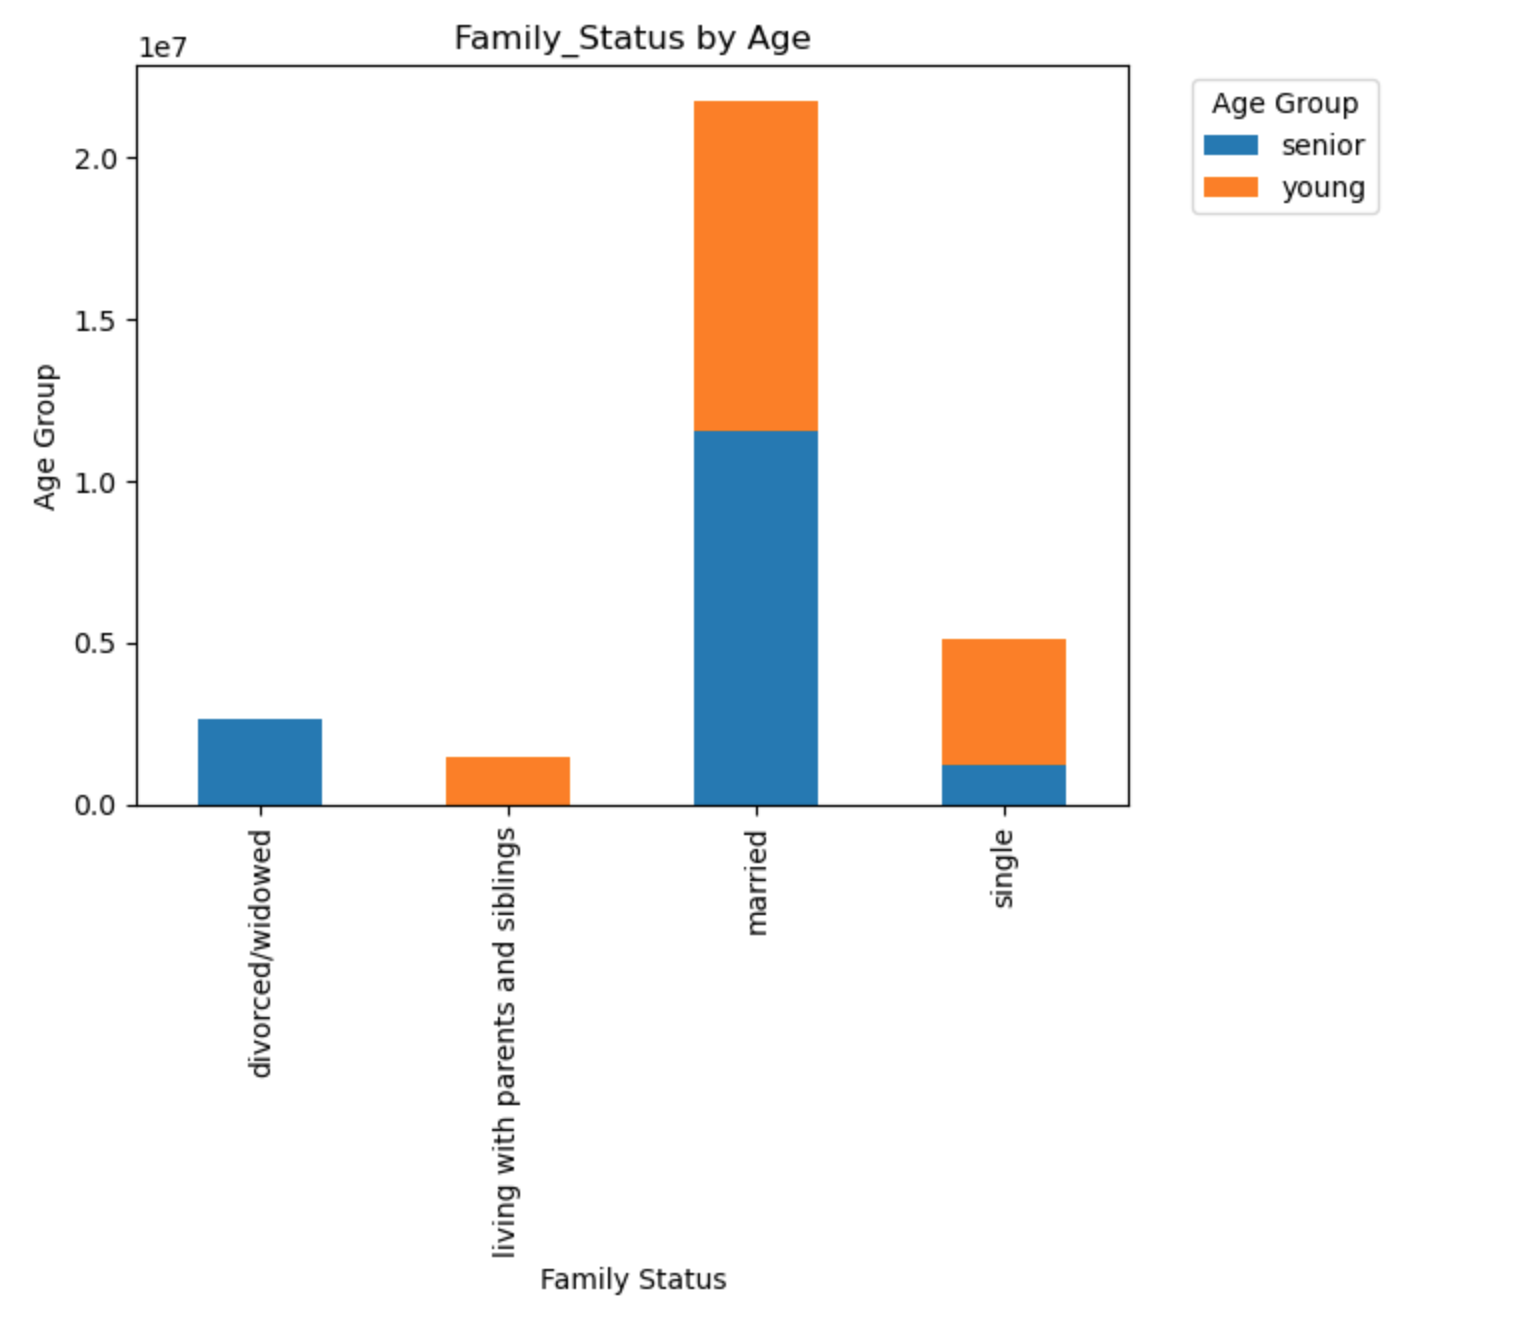 Family_Status by Age
1e7
Age Group
senior
young
2.0
1.5
1.0
0.5
0.0
Age Group
divorced/widowed
living with parents and siblings
married
single
Family Status